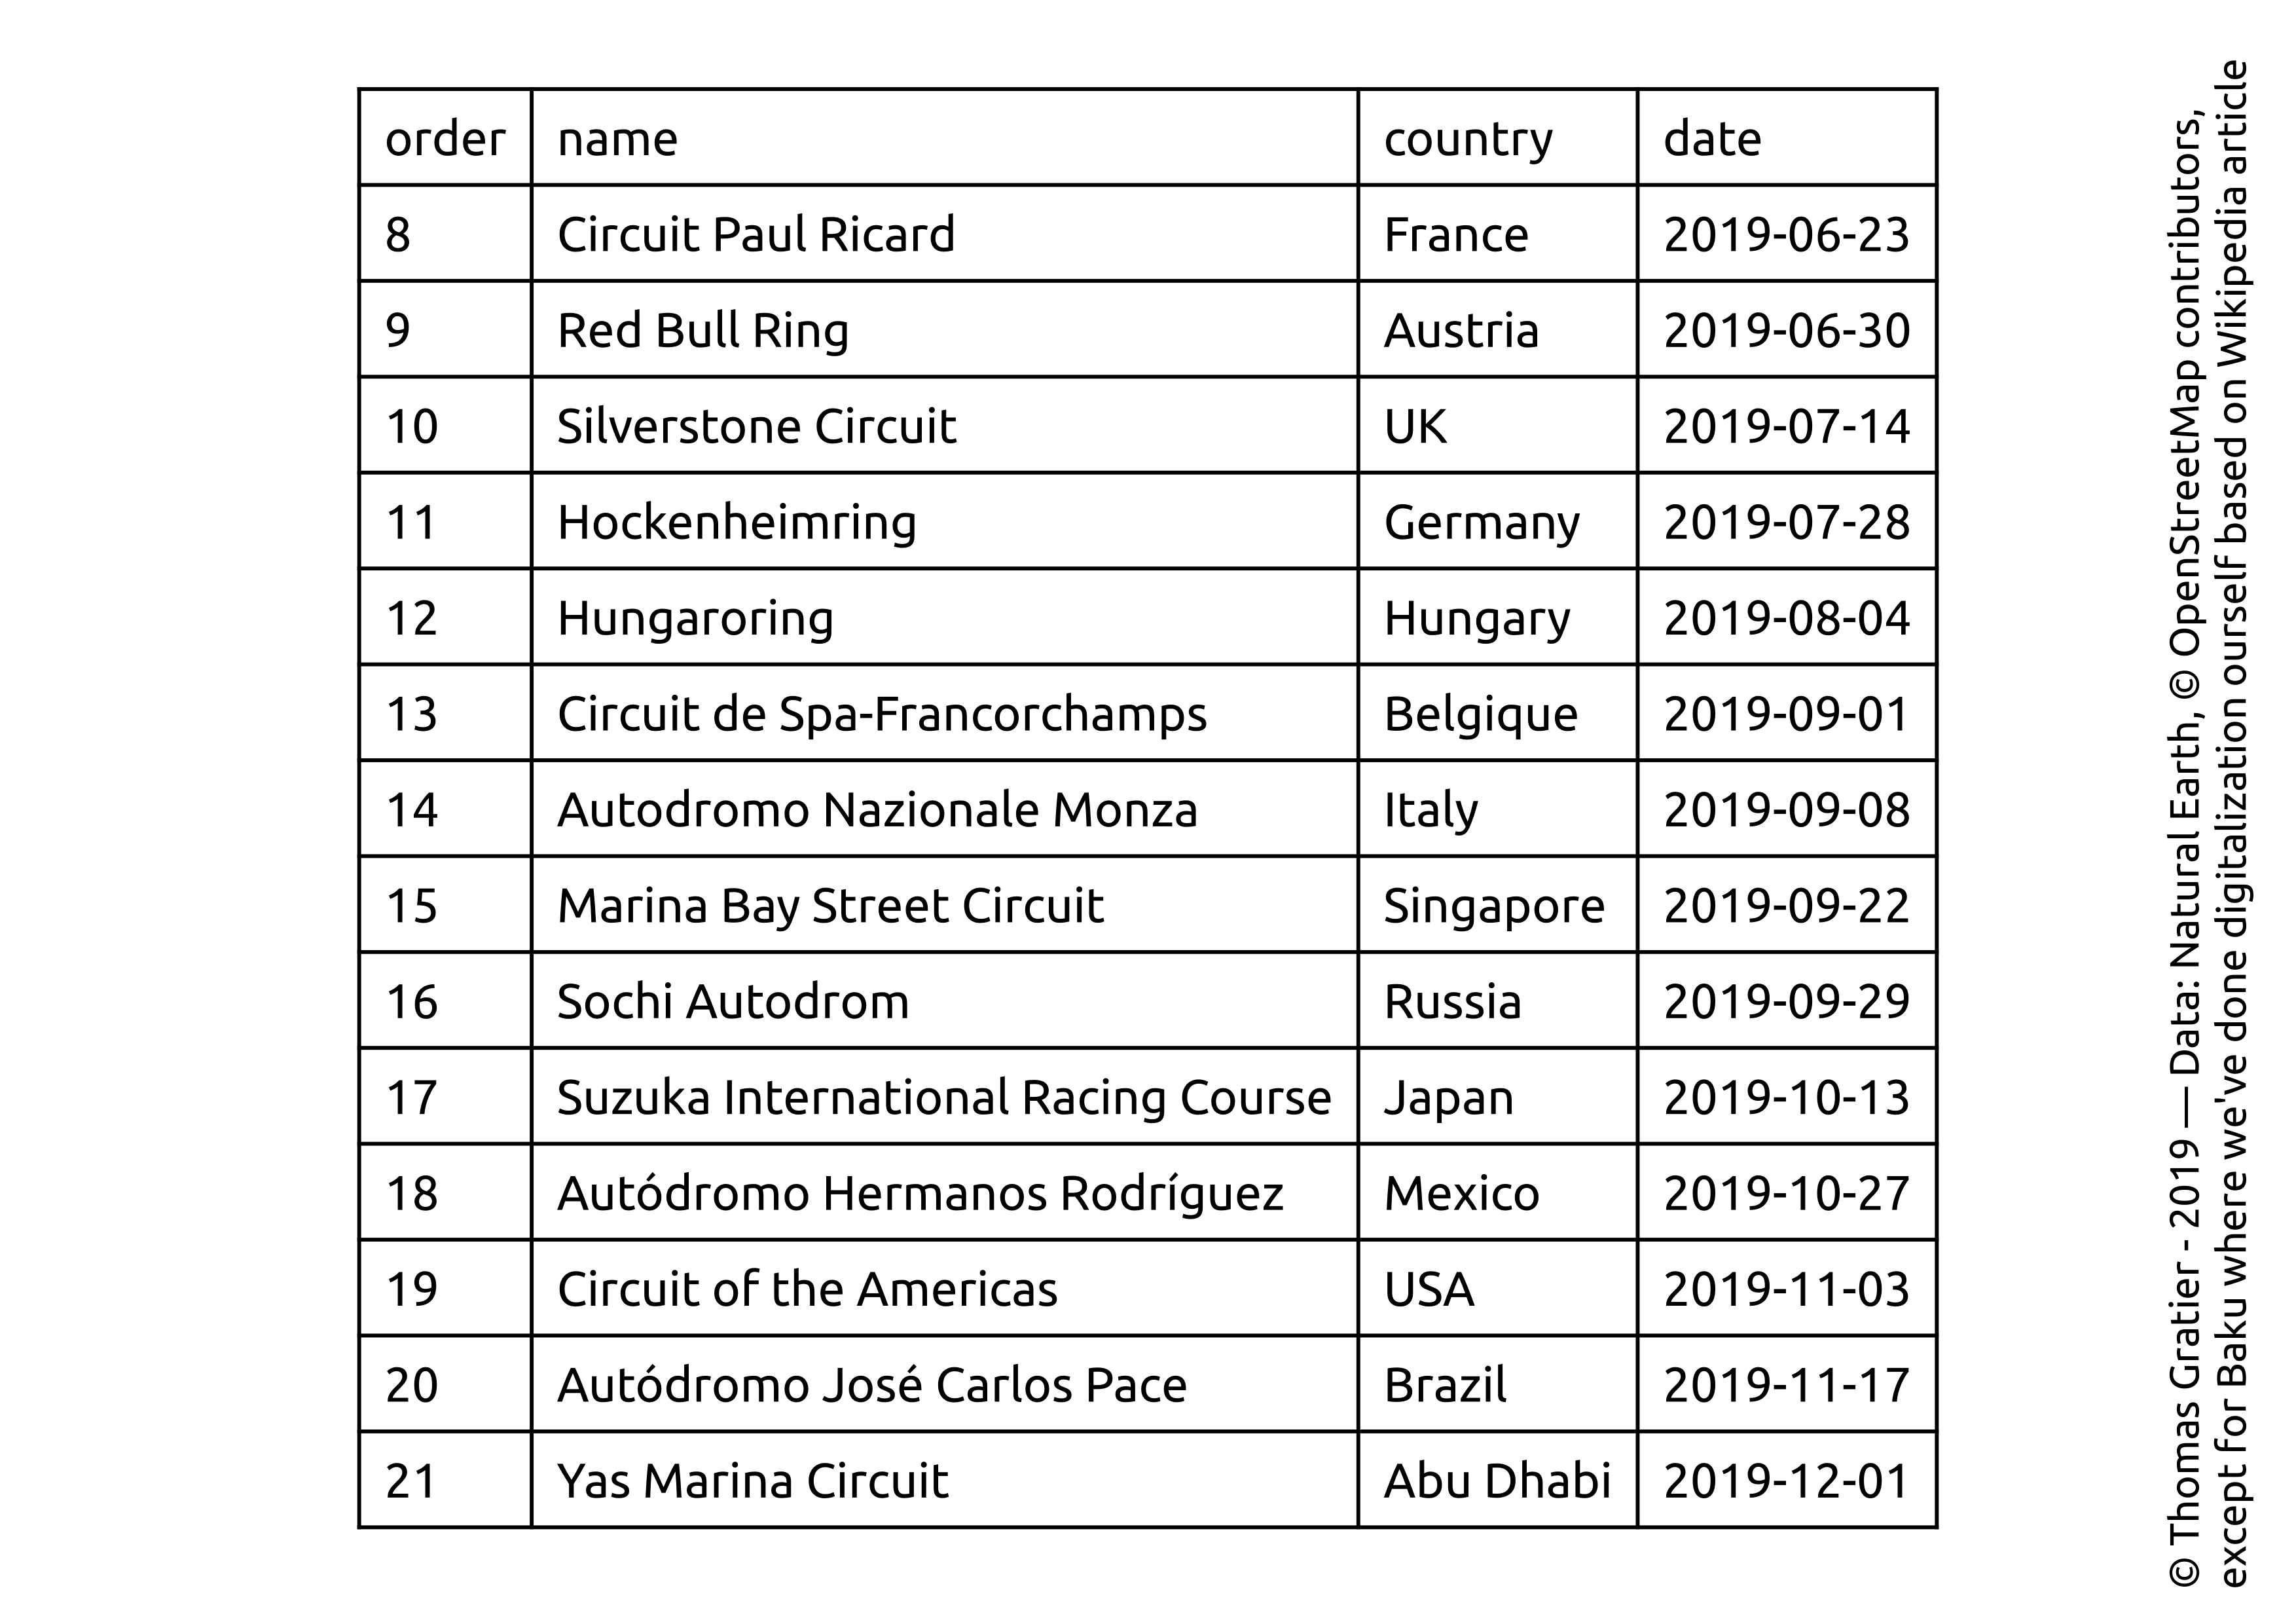 order name country date
8 Circuit Paul Ricard France 2019-06-23
9 Red Bull Ring Austria 2019-06-30
10 Silverstone Circuit UK 2019-07-14
11 Hockenheimring Germany 2019-07-28
12 Hungaroring Hungary 2019-08-04
13 Circuit de Spa-Francorchamps Belgique 2019-09-01
14 Autodromo Nazionale Monza Italy 2019-09-08
15 Marina Bay Street Circuit Singapore 2019-09-22
16 Sochi Autodrom Russia 2019-09-29
17 Suzuka International Racing Course Japan 2019-10-13
18 Autódromo Hermanos Rodríguez Mexico 2019-10-27
19 Circuit of the Americas USA 2019-11-03
20 Autódromo José Carlos Pace Brazil 2019-11-17
21 Yas Marina Circuit Abu Dhabi 2019-12-01
© Thomas Gratier - 2019 — Data: Natural Earth, © OpenStreetMap contributors,
except for Baku where we've done digitalization ourself based on Wikipedia article